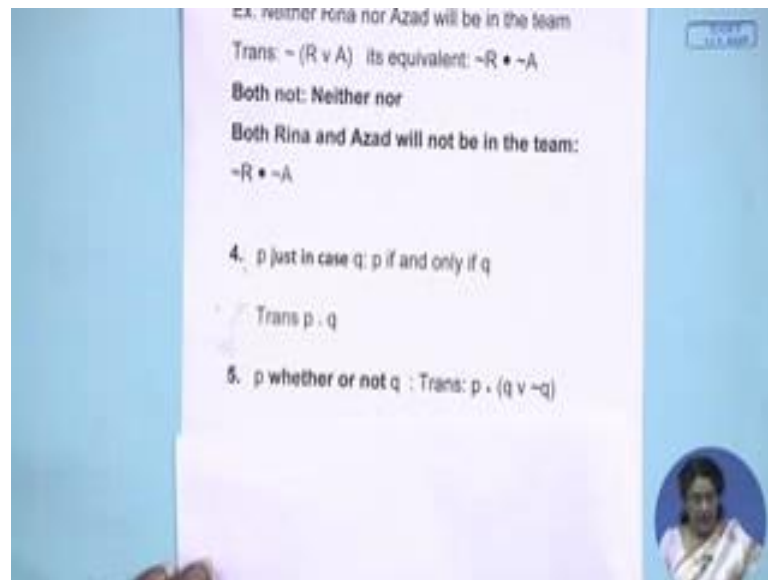 Ex. Neither Rina nor Azad will be in the team
Trans: ~ (R v A) its equivalent: ~R • ~A
Both not: Neither nor
Both Rina and Azad will not be in the team:
~R • ~A
4. p just in case q: p if and only if q
Trans p . q
5. p whether or not q : Trans: p . (q v ~q)